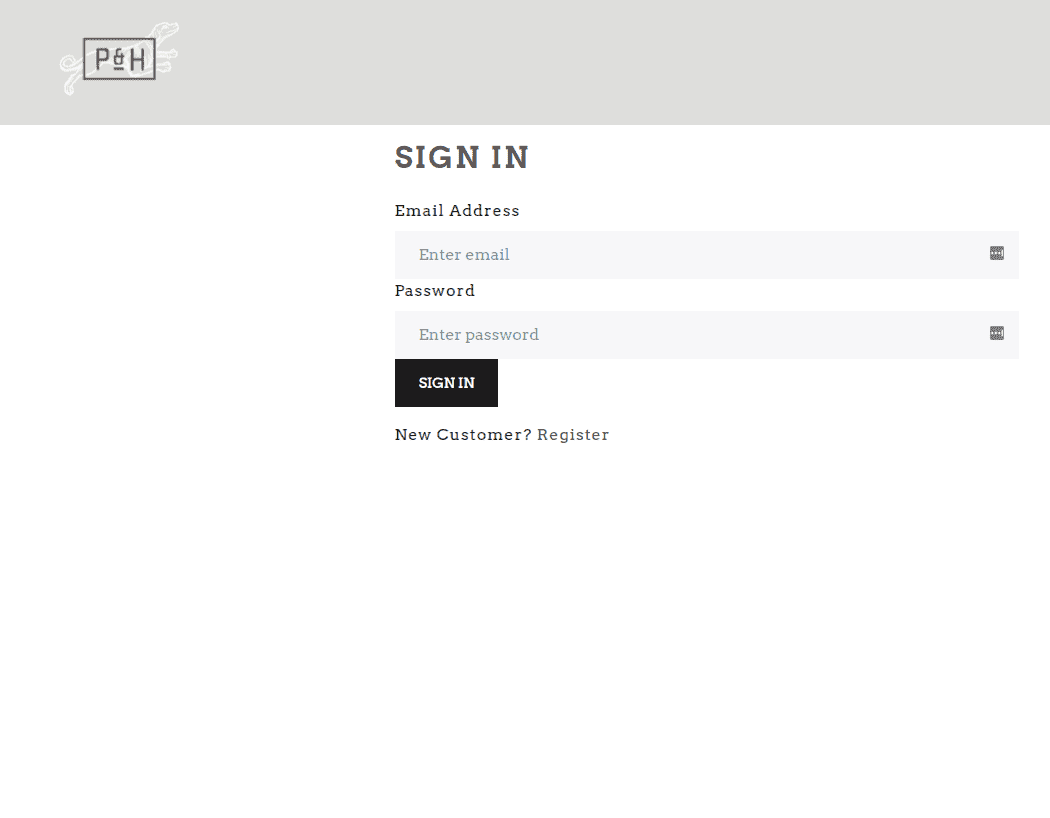 P&H
SIGN IN
Email Address
Enter email
Password
Enter password
SIGN IN
New Customer? Register